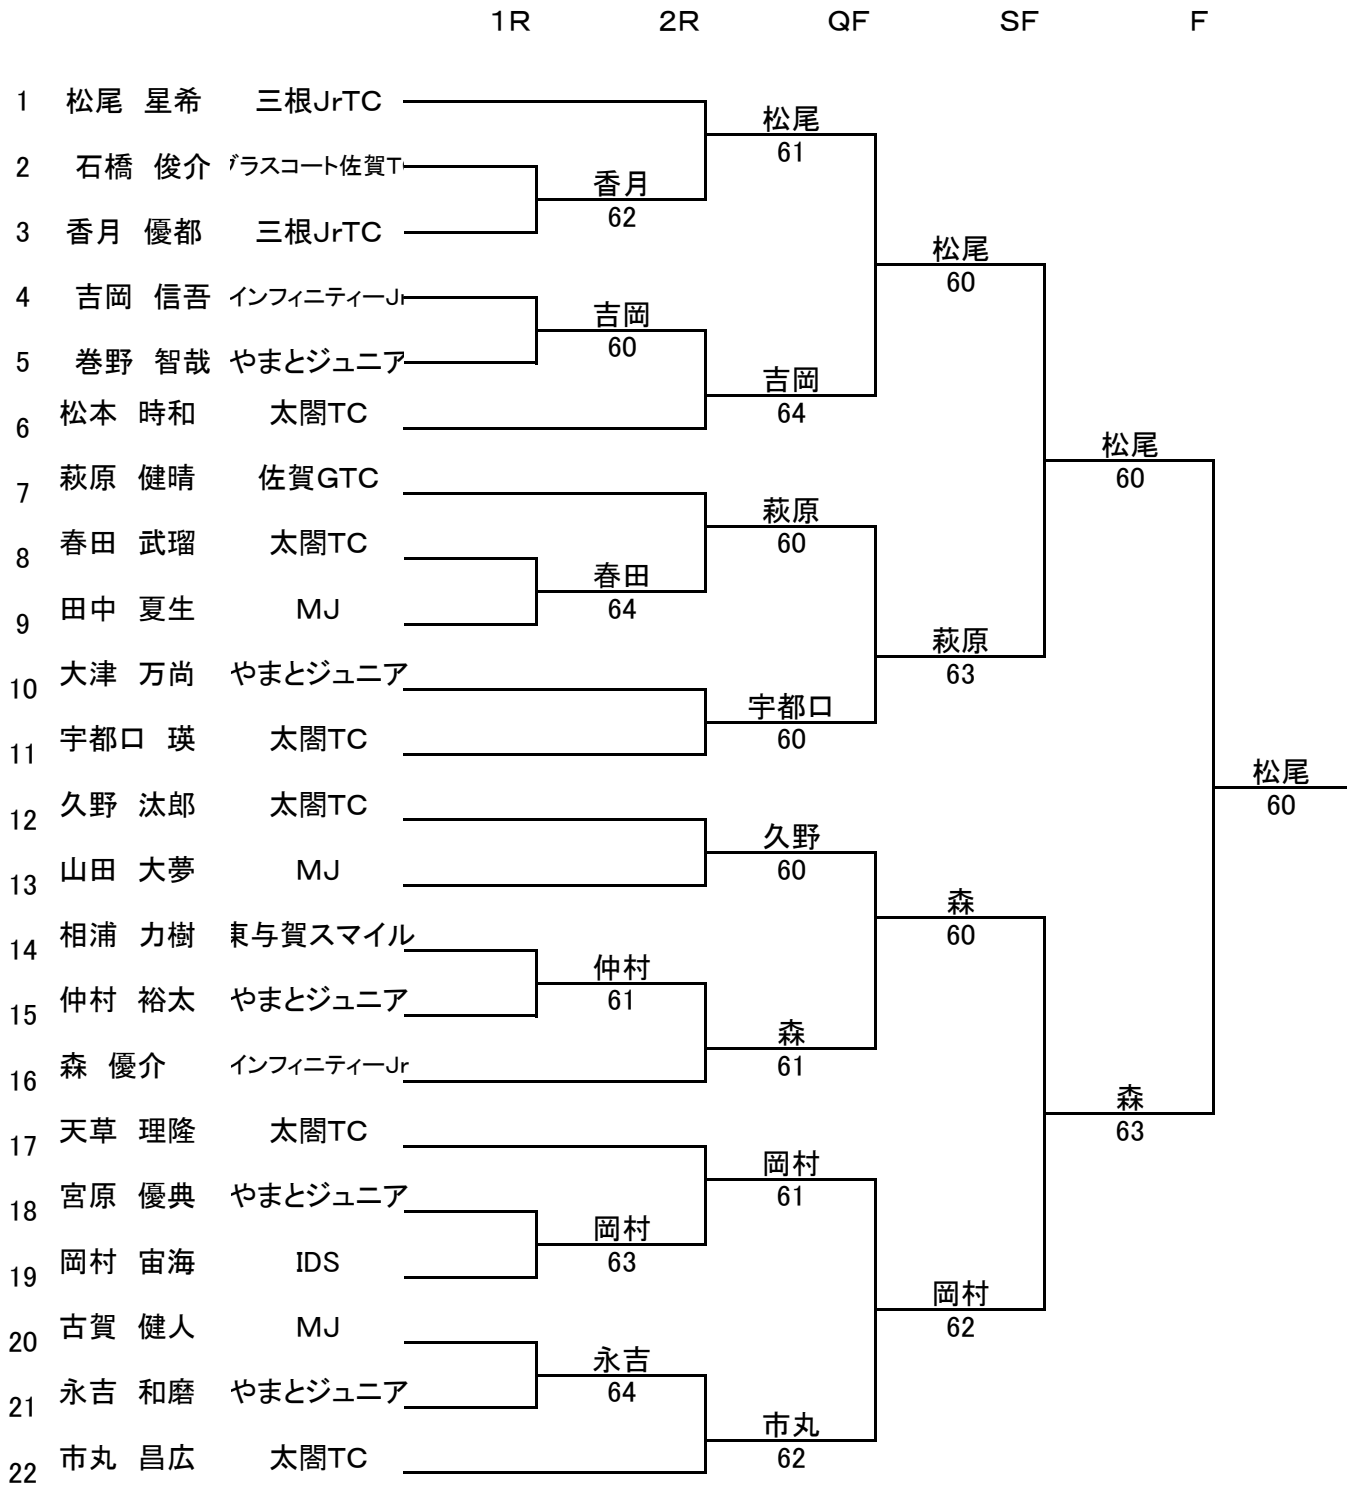 1R 2R QF SF F
1 松尾 星希 三根JrTC
松尾
61
2 石橋 俊介 グラスコート佐賀T
香月
62
3 香月 優都 三根JrTC
松尾
60
4 吉岡 信吾 インフィニティーJr
吉岡
60
5 巻野 智哉 やまとジュニア
吉岡
64
6 松本 時和 太閤TC
松尾
60
7 萩原 健晴 佐賀GTC
萩原
60
8 春田 武瑠 太閤TC
春田
64
9 田中 夏生 MJ
萩原
63
10 大津 万尚 やまとジュニア
宇都口
60
11 宇都口 瑛 太閤TC
松尾
60
12 久野 汰郎 太閤TC
久野
60
13 山田 大夢 MJ
森
60
14 相浦 力樹 東与賀スマイル
仲村
61
15 仲村 裕太 やまとジュニア
森
61
16 森 優介 インフィニティーJr
森
63
17 天草 理隆 太閤TC
岡村
61
18 宮原 優典 やまとジュニア
岡村
63
19 岡村 宙海 IDS
岡村
62
20 古賀 健人 MJ
永吉
64
21 永吉 和磨 やまとジュニア
市丸
62
22 市丸 昌広 太閤TC